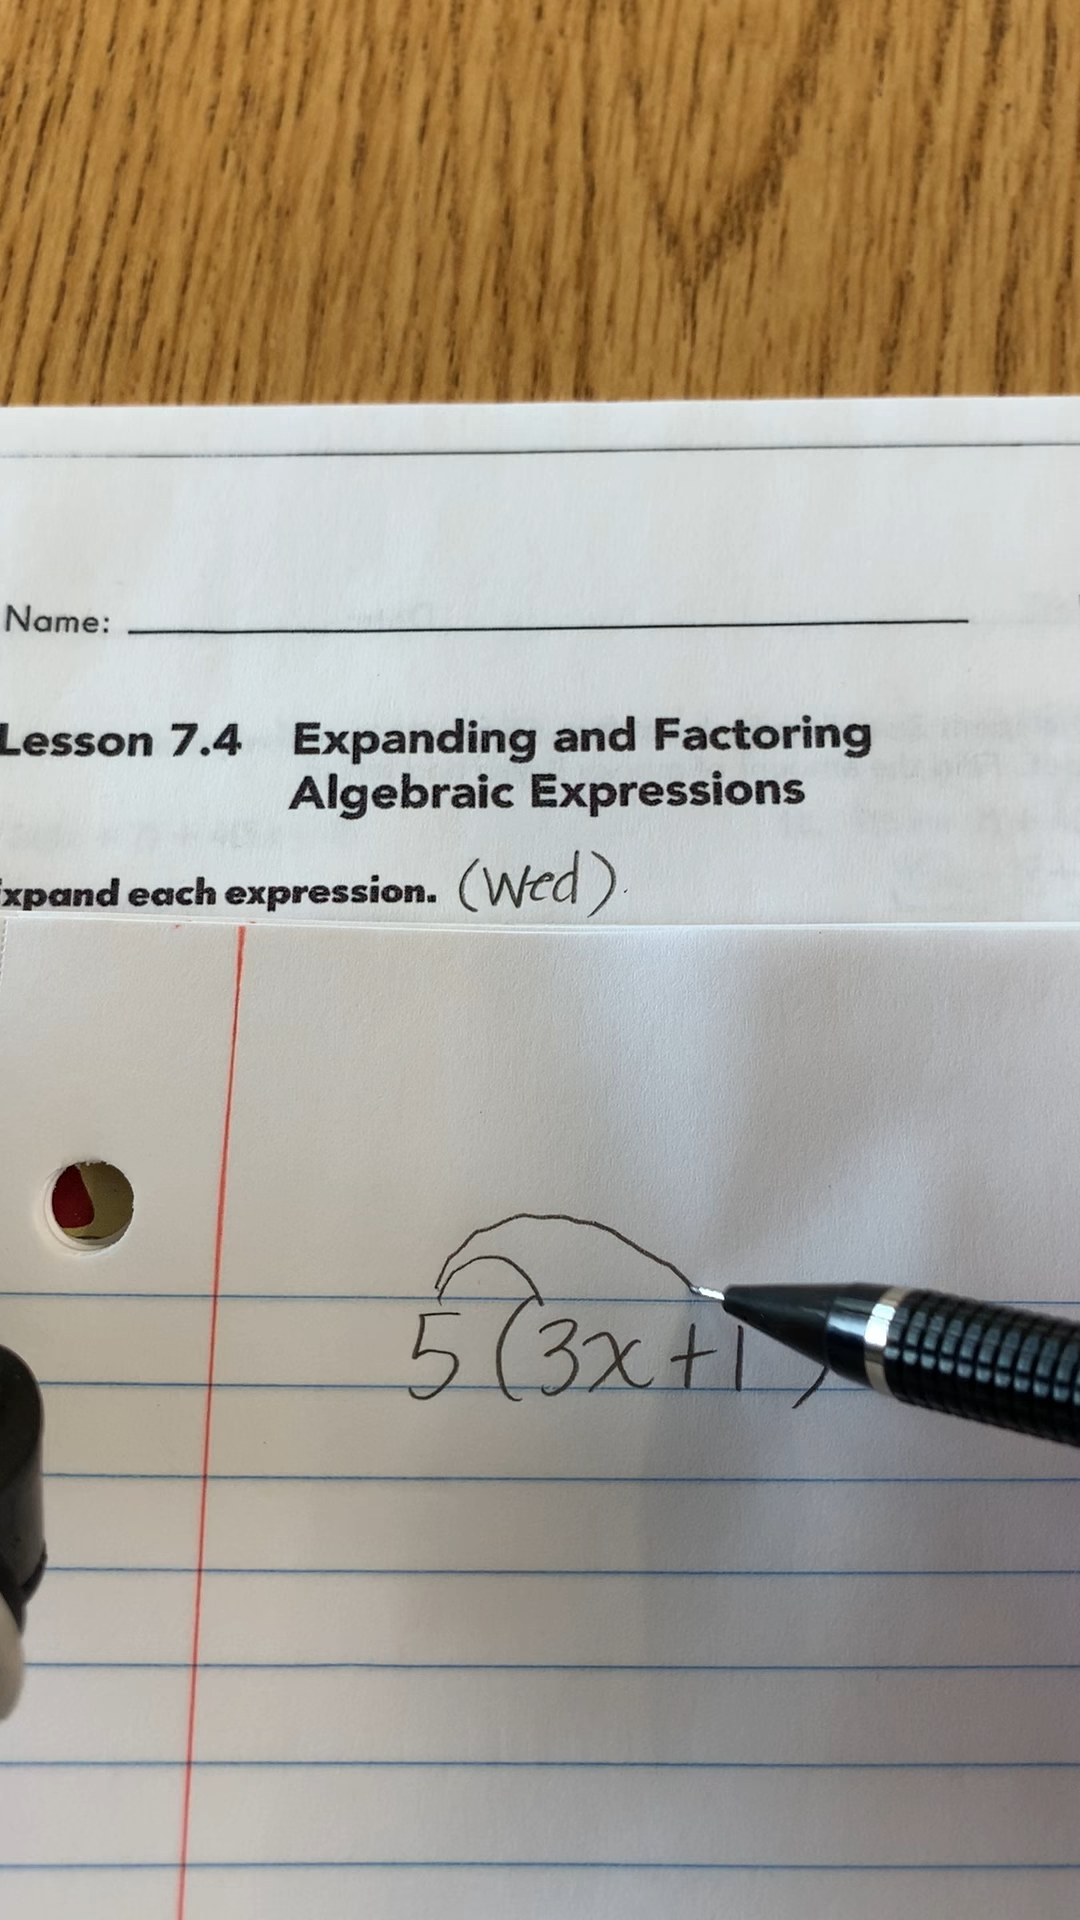 Name:
Lesson 7.4 Expanding and Factoring
Algebraic Expressions
xpand each expression. (Wed).
5(3x+1)